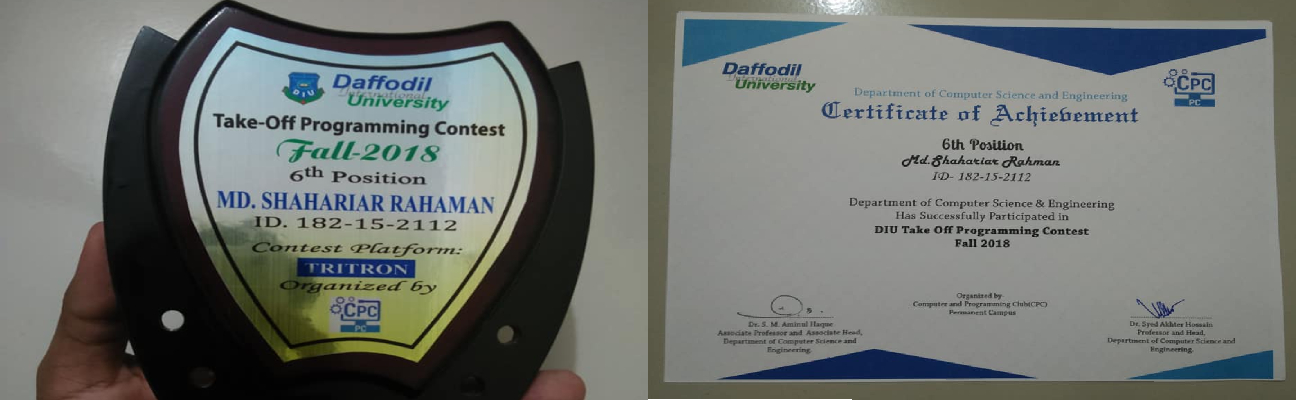 DIU
Daffodil
International
University
Take-Off Programming Contest
Fall-2018
6th Position
MD. SHAHARIAR RAHAMAN
ID. 182-15-2112
Contest Platform:
TRITRON
Organized by
CPC
PC
Daffodil
International
University
CPC
PC
Department of Computer Science and Engineering
Certificate of Achievement
6th Position
Md.Shahariar Rahman
ID- 182-15-2112
Department of Computer Science & Engineering
Has Successfully Participated in
DIU Take Off Programming Contest
Fall 2018
Organized by-
Computer and Programming Club(CPC)
Permanent Campus
Dr. S. M. Aminul Haque
Associate Professor and Associate Head,
Department of Computer Science and
Engineering.
Dr. Syed Akhter Hossain
Professor and Head,
Department of Computer Science and
Engineering.